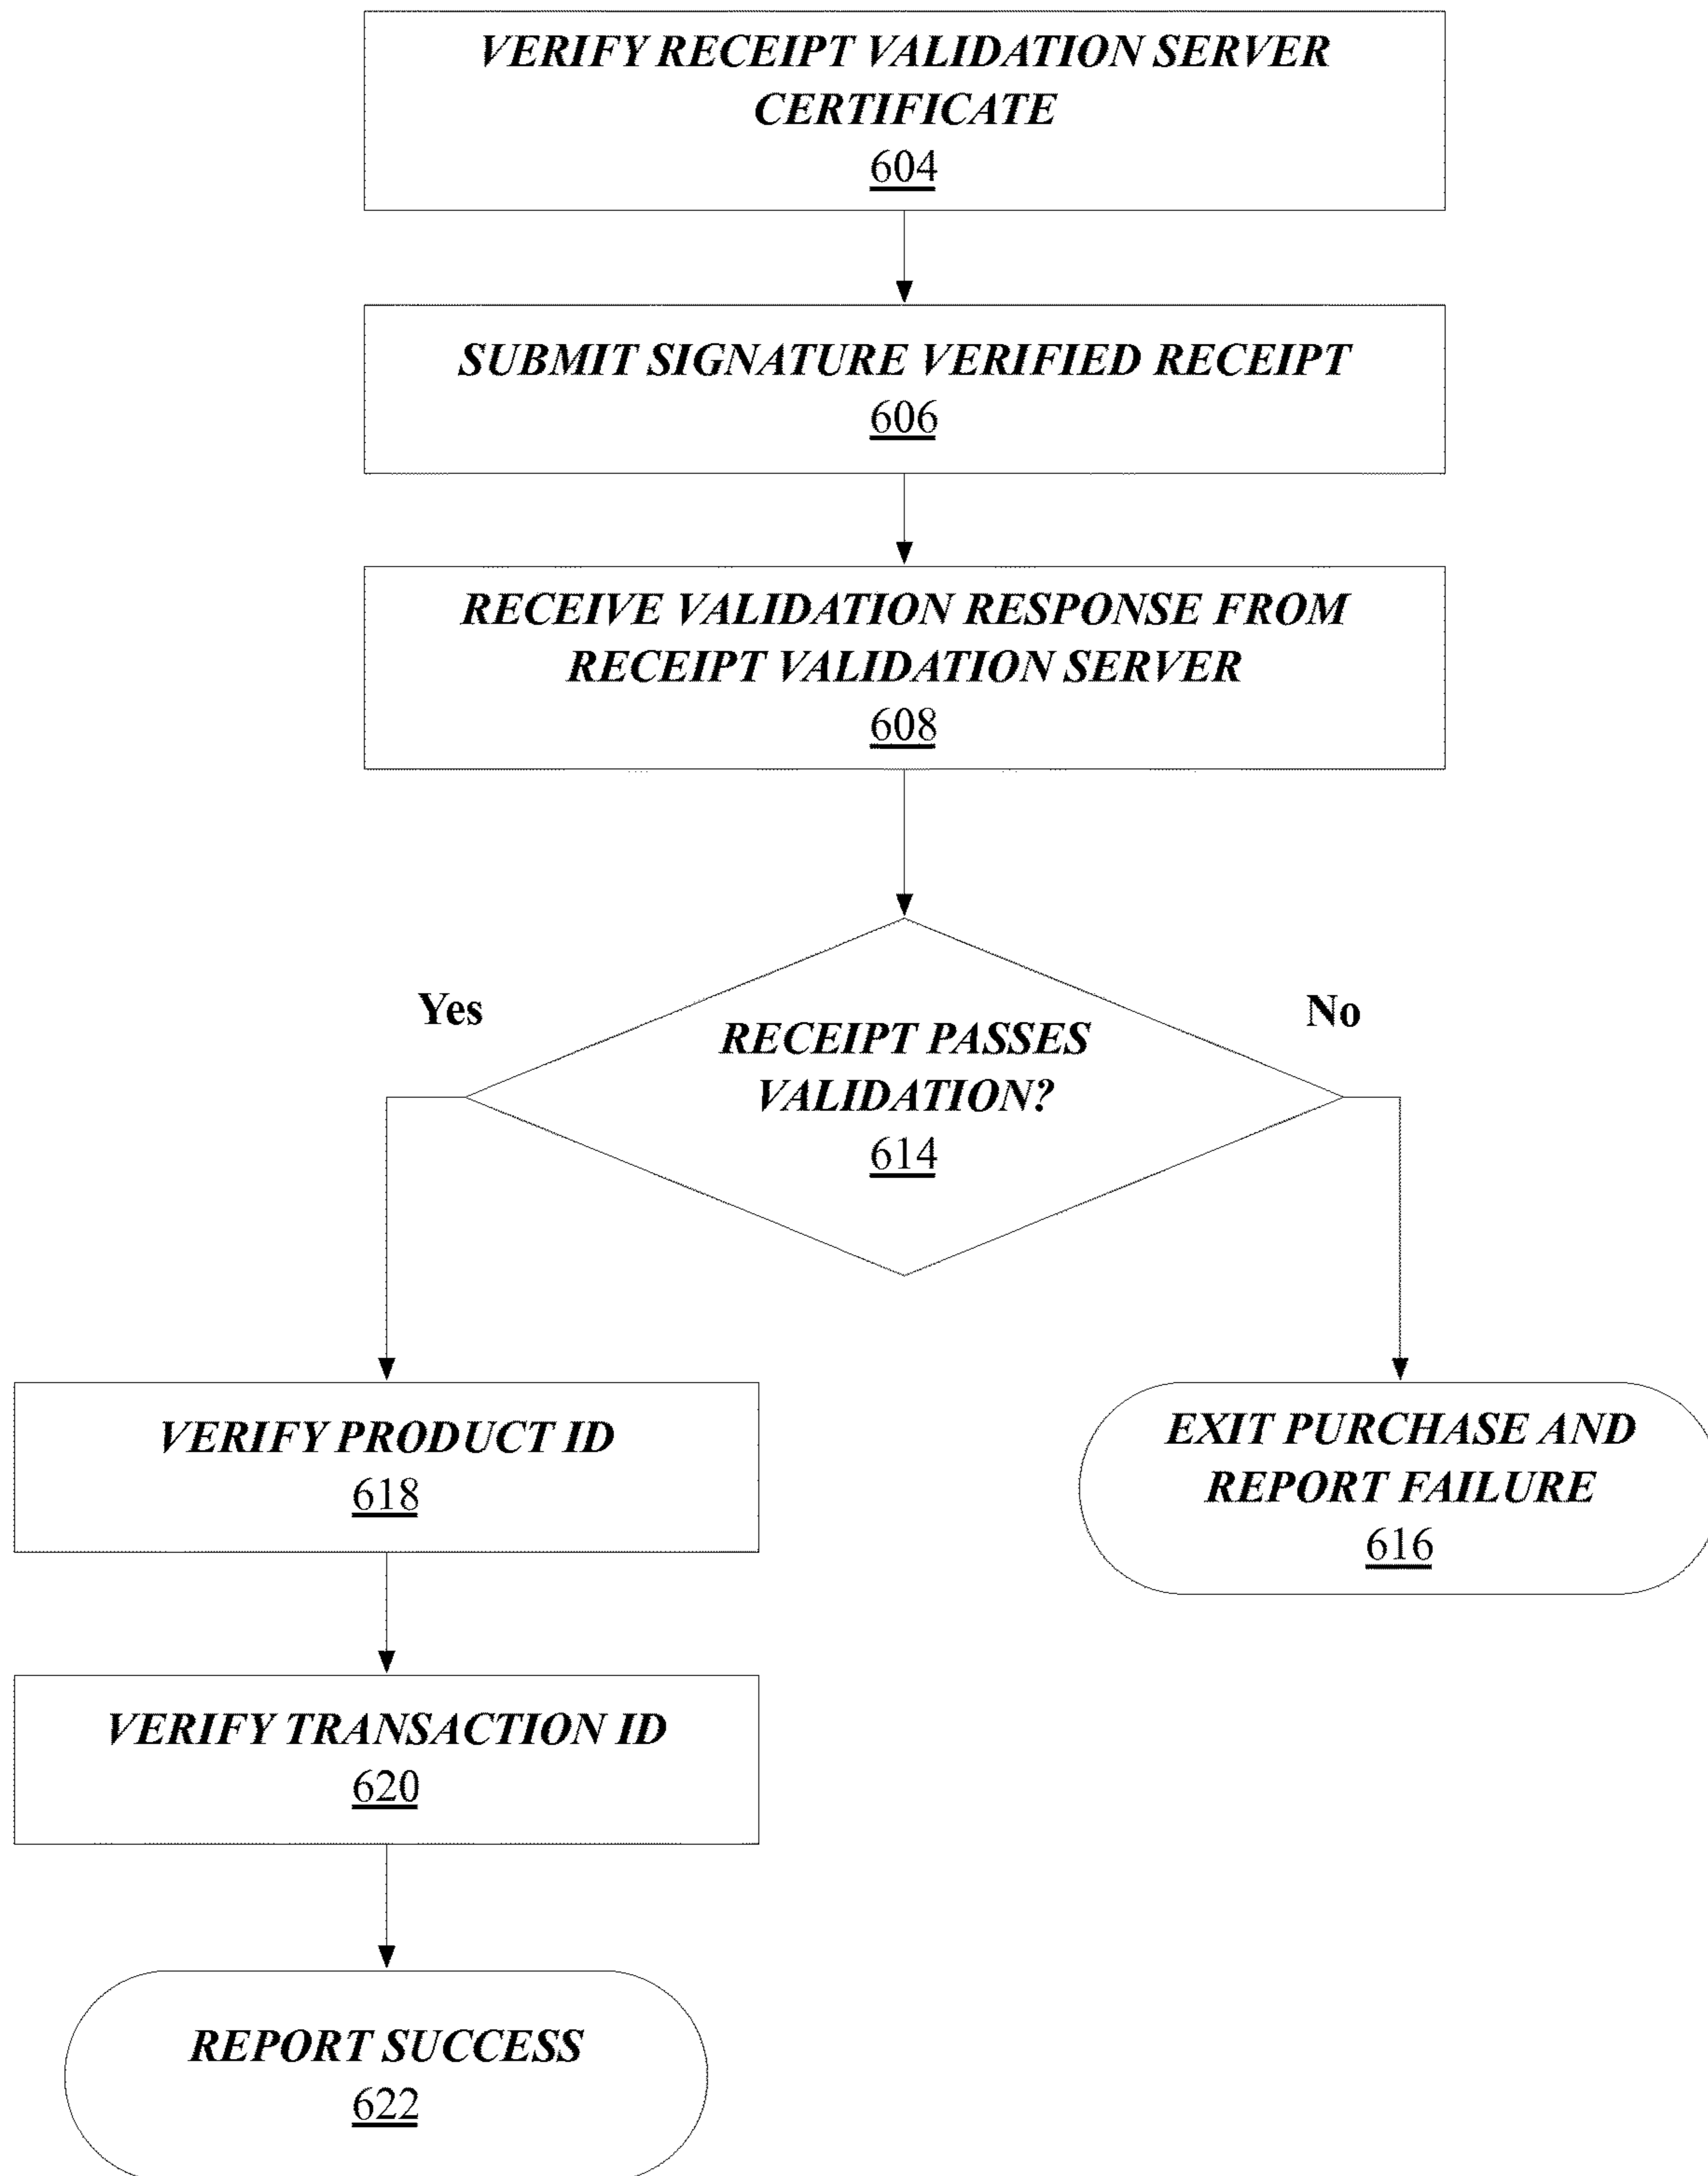 VERIFY RECEIPT VALIDATION SERVER
CERTIFICATE
604
SUBMIT SIGNATURE VERIFIED RECEIPT
606
RECEIVE VALIDATION RESPONSE FROM
RECEIPT VALIDATION SERVER
608
Yes
No
RECEIPT PASSES
VALIDATION?
614
VERIFY PRODUCT ID
618
EXIT PURCHASE AND
REPORT FAILURE
616
VERIFY TRANSACTION ID
620
REPORT SUCCESS
622